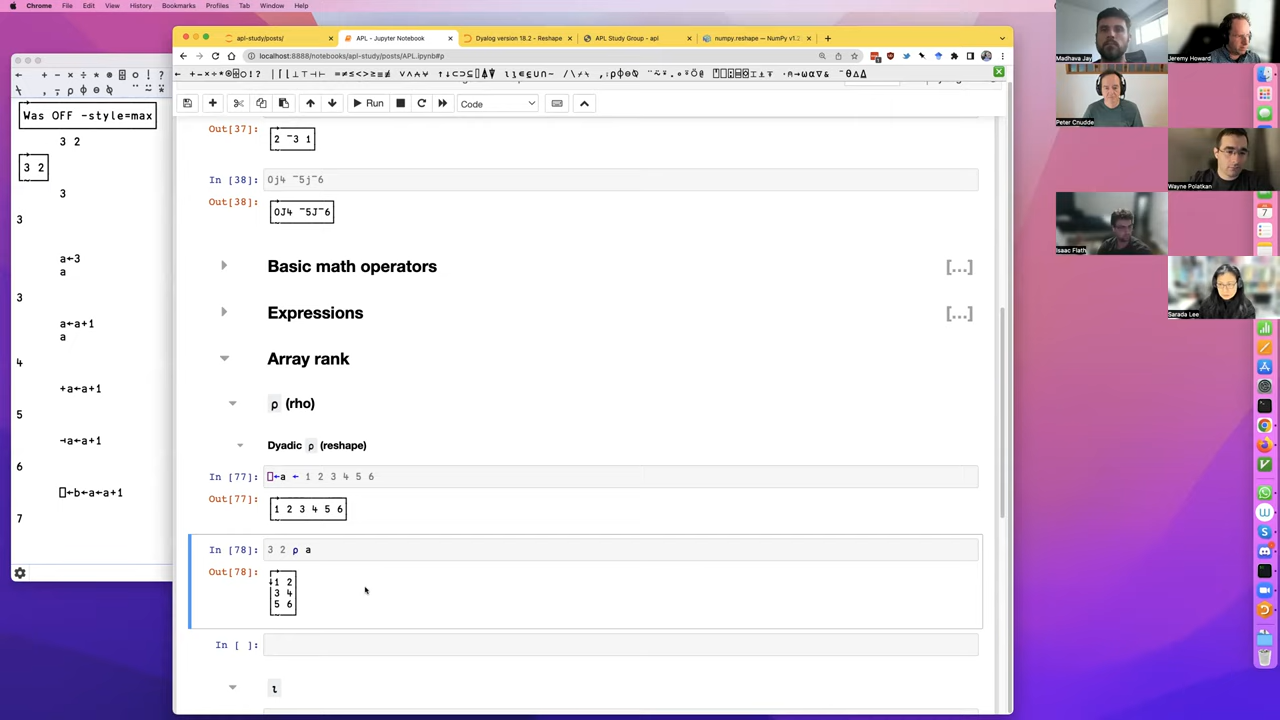 Chrome File Edit View History Bookmarks Profiles Tab Window Help
apl-study/posts/
APL - Jupyter Notebook
Dyalog version 18.2 - Reshape
APL Study Group - apl
numpy.reshape — NumPy v1.2
localhost:8888/notebooks/apl-study/posts/APL.ipynb#p
Run
Code
Was OFF -style=max
3 2
3 2
3
3
a←3
a
3
a←a+1
a
4
+a←a+1
5
⊣a←a+1
6
⎕←b←a←a+1
7
Out[37]:
2 ¯3 1
In [38]: 0j4 ¯5j¯6
Out[38]:
0J4 ¯5J¯6
Basic math operators
[...]
Expressions
[...]
Array rank
⍴ (rho)
Dyadic ⍴ (reshape)
In [77]: ⎕←a ← 1 2 3 4 5 6
Out[77]:
1 2 3 4 5 6
In [78]: 3 2 ⍴ a
Out[78]:
1 2
3 4
5 6
In [ ]:
⍳
Madhava Jay
Jeremy Howard
Peter Cnudde
Wayne Polatkan
Isaac Flath
Sarada Lee
7